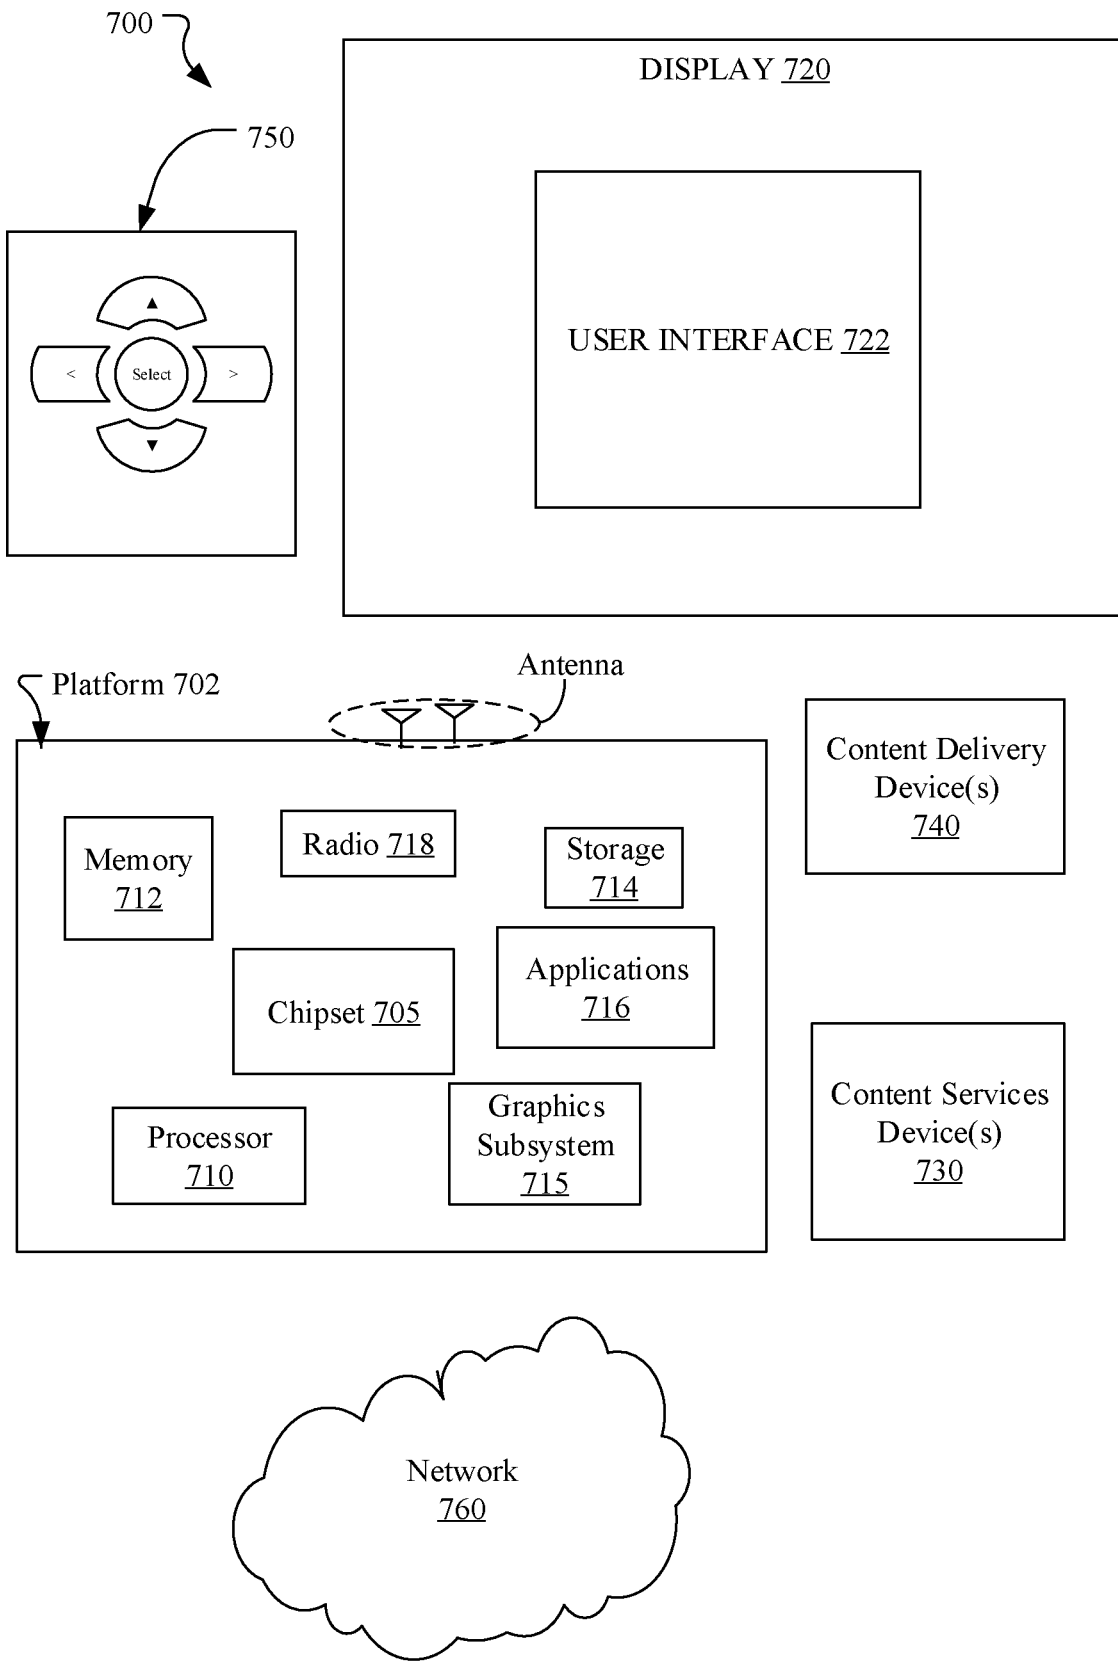 700
DISPLAY 720
750
USER INTERFACE 722
▲
< Select >
▼
Platform 702
Antenna
Content Delivery
Device(s)
740
Memory
712
Radio 718
Storage
714
Applications
716
Chipset 705
Content Services
Device(s)
730
Processor
710
Graphics
Subsystem
715
Network
760